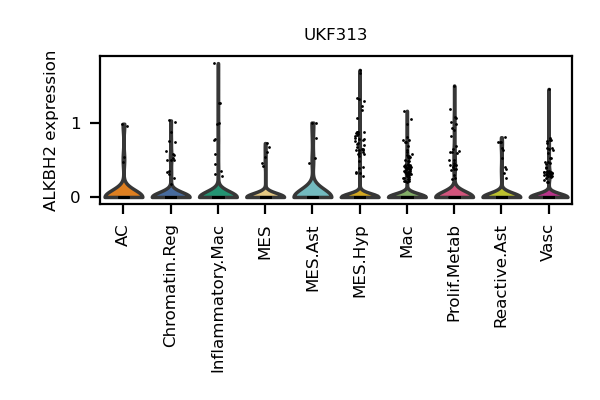 UKF313
ALKBH2 expression
1
0
AC
Chromatin.Reg
Inflammatory.Mac
MES
MES.Ast
MES.Hyp
Mac
Prolif.Metab
Reactive.Ast
Vasc